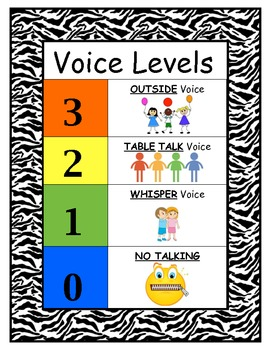 Voice Levels
3
OUTSIDE Voice
2
TABLE TALK Voice
1
WHISPER Voice
0
NO TALKING